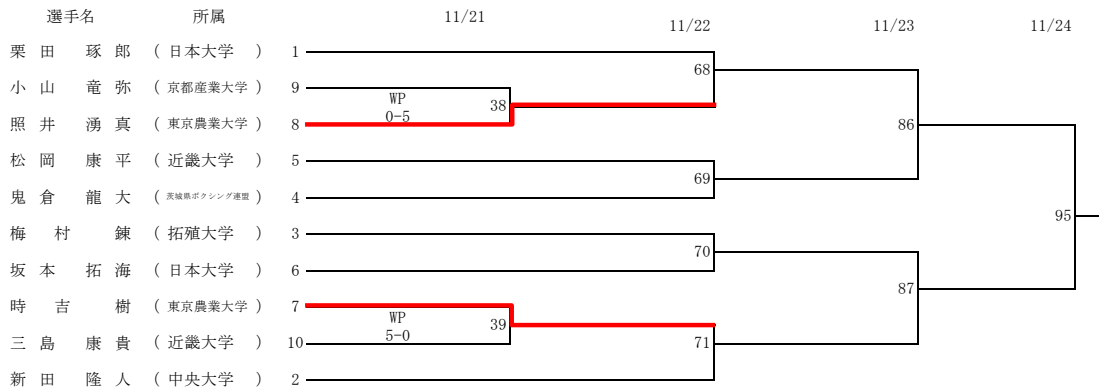 選手名 所属 11/21 11/22 11/23 11/24
栗田 琢郎 ( 日本大学 ) 1
68
小山 竜弥 ( 京都産業大学 ) 9
WP 38
0-5
照井 湧真 ( 東京農業大学 ) 8
86
松岡 康平 ( 近畿大学 ) 5
69
鬼倉 龍大 ( 茨城県ボクシング連盟 ) 4
95
梅村 錬 ( 拓殖大学 ) 3
70
坂本 拓海 ( 日本大学 ) 6
87
時吉 樹 ( 東京農業大学 ) 7
WP 39
5-0
三島 康貴 ( 近畿大学 ) 10
71
新田 隆人 ( 中央大学 ) 2